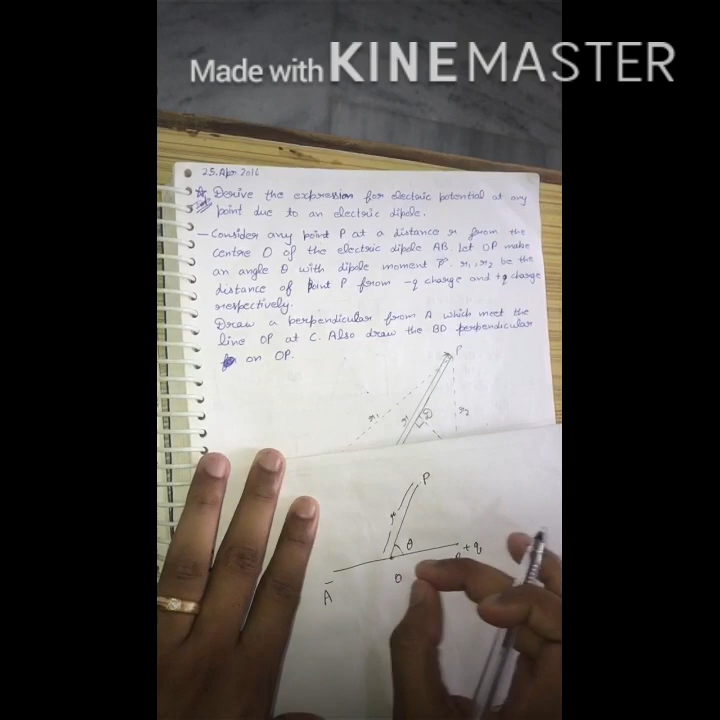 Made with KINEMASTER
25.Apr 2016
Derive the expression for electric potential at any
point due to an electric dipole.
— Consider any point P at a distance r from the
centre O of the electric dipole AB. Let OP make
an angle θ with dipole moment P⃗. r₁, r₂ be the
distance of point P from -q charge and +q charge
respectively.
Draw a perpendicular from A which meet the
line OP at C. Also draw the BD perpendicular
on OP.
P
r₁
r
D
r₂
P
r
θ
+q
O
A